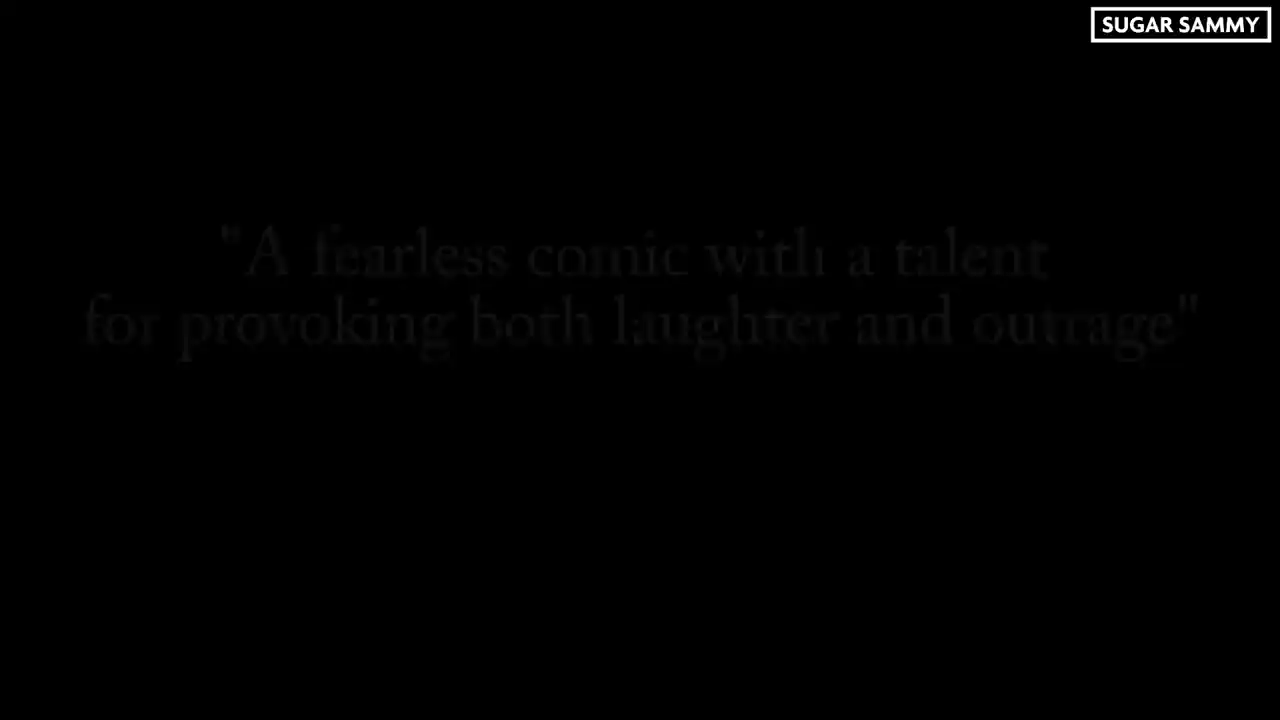 SUGAR SAMMY
"A fearless comic with a talent
for provoking both laughter and outrage"